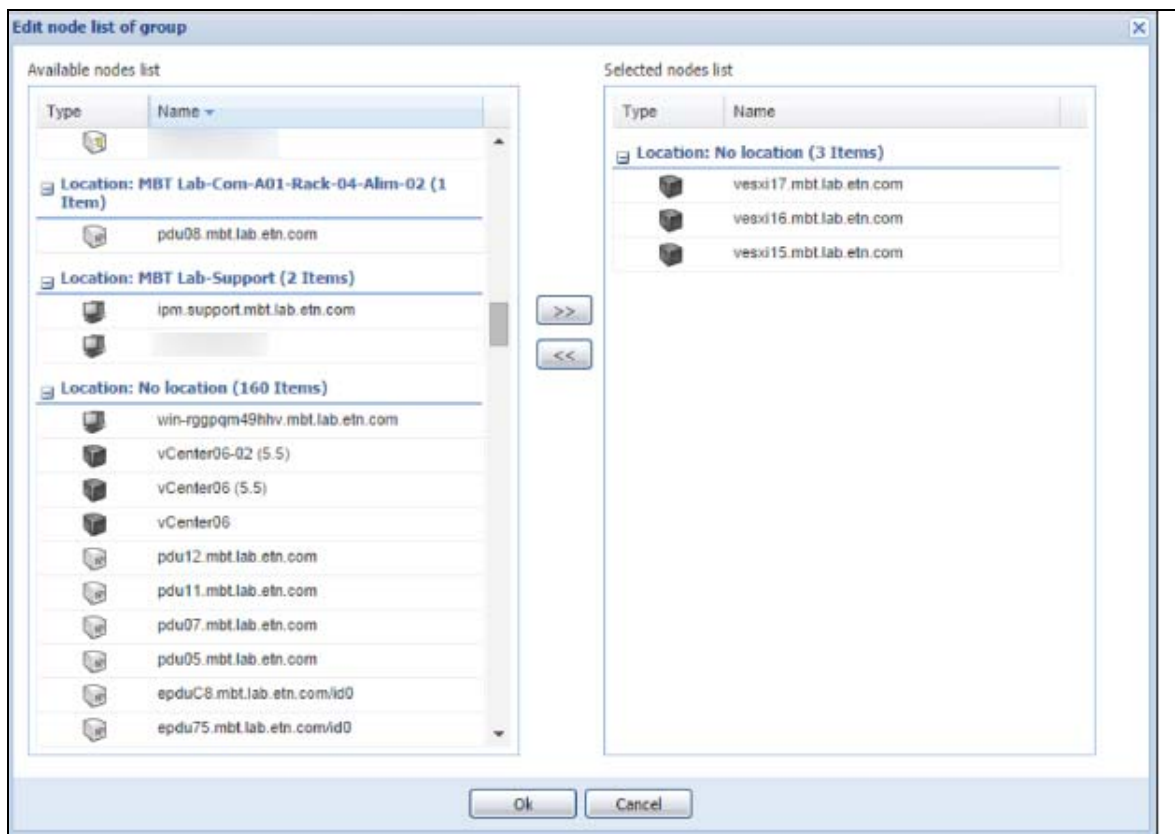 Edit node list of group
Available nodes list
Type Name
Location: MBT Lab-Com-A01-Rack-04-Alim-02 (1
Item)
pdu08.mbt.lab.etn.com
Location: MBT Lab-Support (2 Items)
ipm.support.mbt.lab.etn.com
Location: No location (160 Items)
win-rggpqm49hhv.mbt.lab.etn.com
vCenter06-02 (5.5)
vCenter06 (5.5)
vCenter06
pdu12.mbt.lab.etn.com
pdu11.mbt.lab.etn.com
pdu07.mbt.lab.etn.com
pdu05.mbt.lab.etn.com
epduC8.mbt.lab.etn.com/id0
epdu75.mbt.lab.etn.com/id0
>>
<<
Selected nodes list
Type Name
Location: No location (3 Items)
vesxi17.mbt.lab.etn.com
vesxi16.mbt.lab.etn.com
vesxi15.mbt.lab.etn.com
Ok Cancel